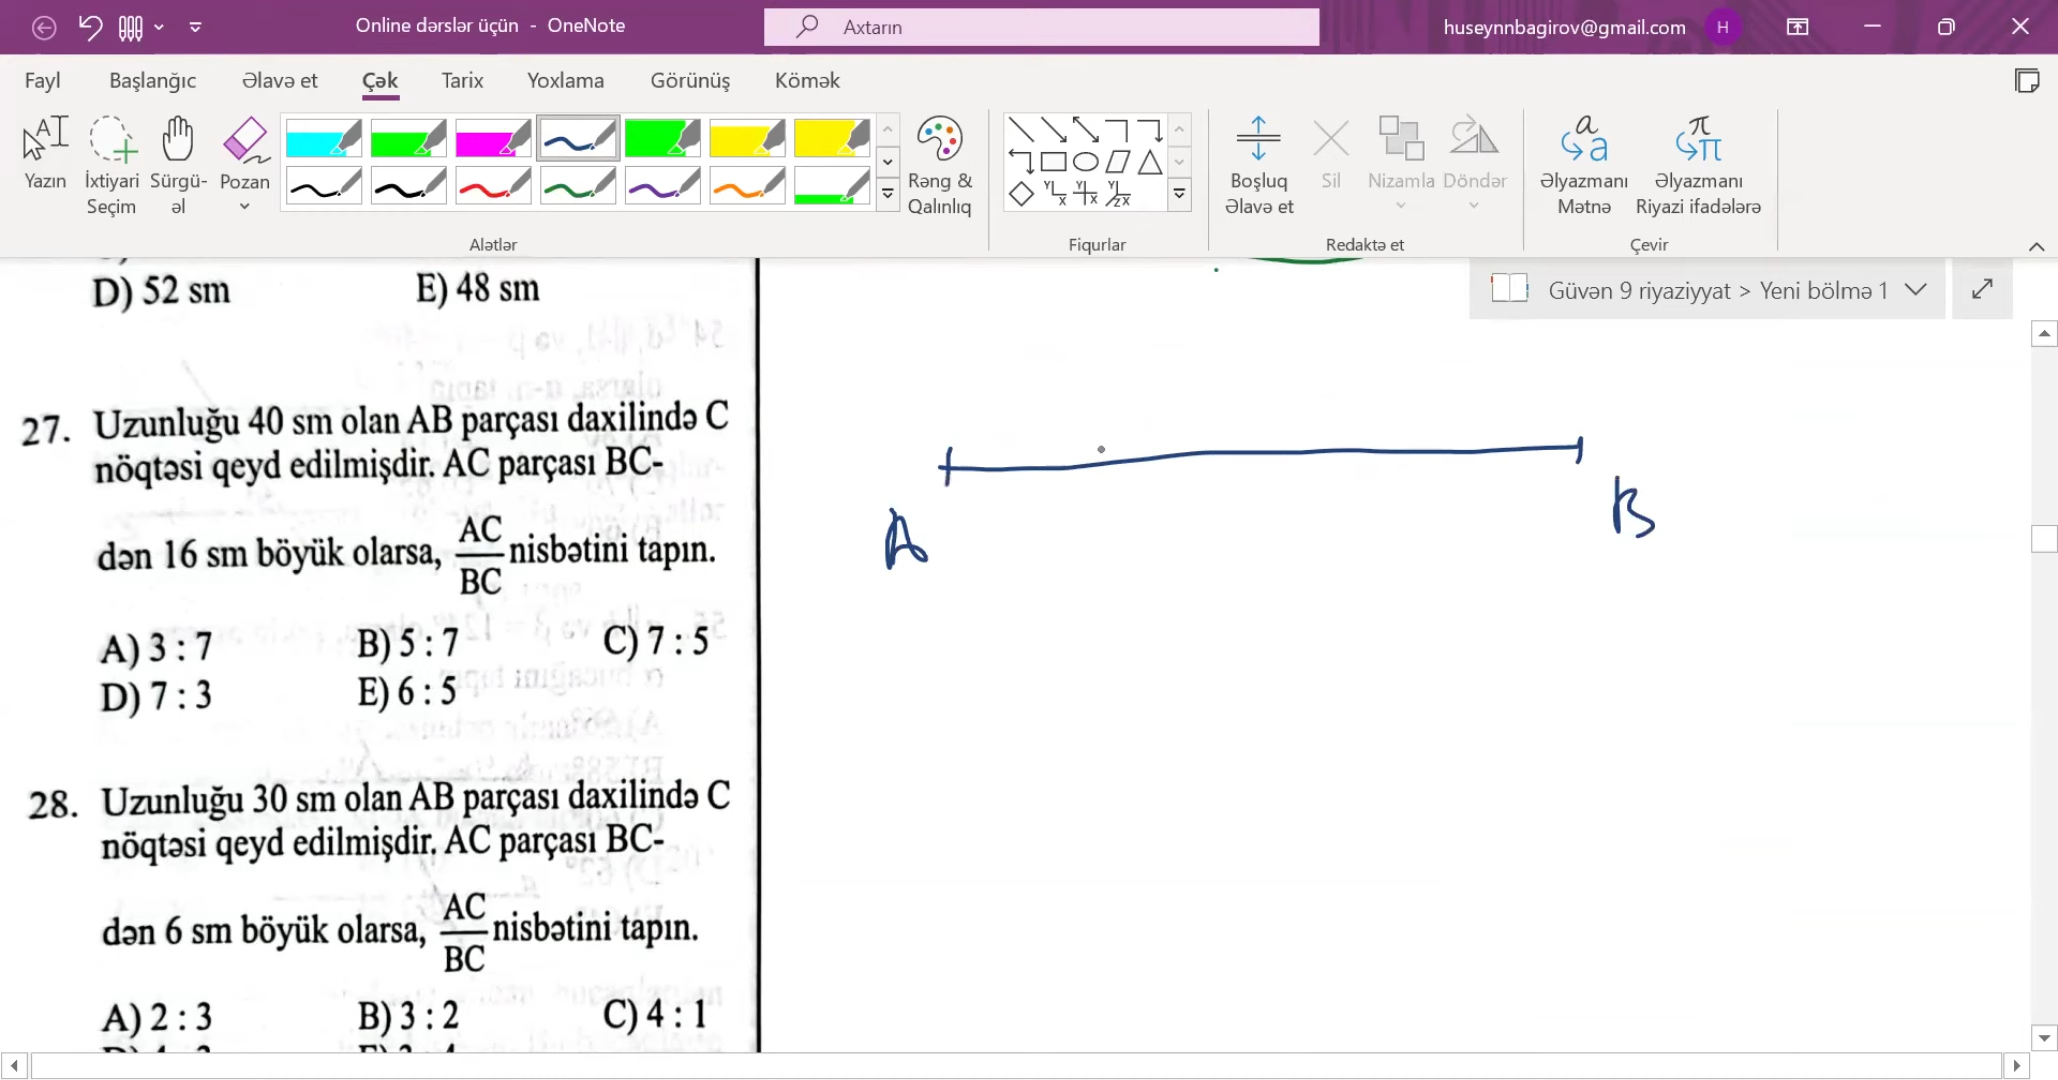 Online dərslər üçün - OneNote
Axtarın
huseynnbagirov@gmail.com
H
Fayl Başlanğıc Əlavə et Çək Tarix Yoxlama Görünüş Kömək
Yazın
İxtiyari Seçim
Sürgü-əl
Pozan
Rəng & Qalınlıq
Boşluq Əlavə et
Sil
Nizamla
Döndər
Əlyazmanı Mətnə
Əlyazmanı Riyazi ifadələrə
Alətlər
Fiqurlar
Redaktə et
Çevir
Güvən 9 riyaziyyat > Yeni bölmə 1
D) 52 sm E) 48 sm
27. Uzunluğu 40 sm olan AB parçası daxilində C
nöqtəsi qeyd edilmişdir. AC parçası BC-
dən 16 sm böyük olarsa, AC/BC nisbətini tapın.
A) 3 : 7 B) 5 : 7 C) 7 : 5
D) 7 : 3 E) 6 : 5
28. Uzunluğu 30 sm olan AB parçası daxilində C
nöqtəsi qeyd edilmişdir. AC parçası BC-
dən 6 sm böyük olarsa, AC/BC nisbətini tapın.
A) 2 : 3 B) 3 : 2 C) 4 : 1
A
B